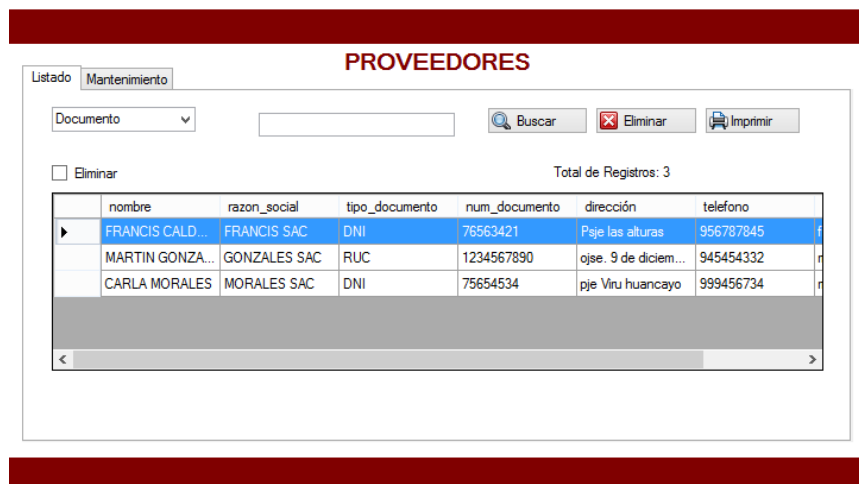 PROVEEDORES
Listado Mantenimiento
Documento Buscar Eliminar Imprimir
Eliminar Total de Registros: 3
nombre razon_social tipo_documento num_documento dirección telefono
FRANCIS CALD... FRANCIS SAC DNI 76563421 Psje las alturas 956787845
MARTIN GONZA... GONZALES SAC RUC 1234567890 ojse. 9 de diciem... 945454332
CARLA MORALES MORALES SAC DNI 75654534 pje Viru huancayo 999456734